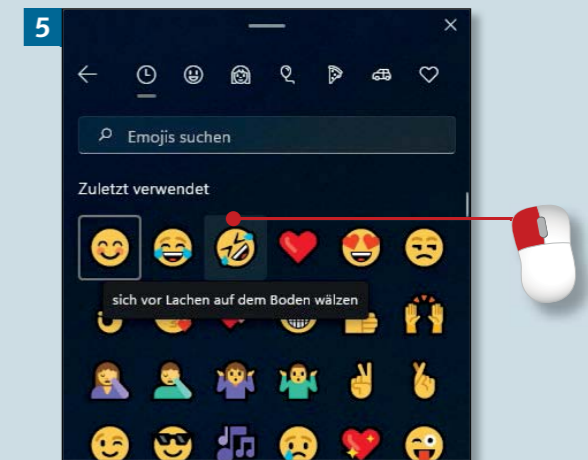 5
Emojis suchen
Zuletzt verwendet
sich vor Lachen auf dem Boden wälzen